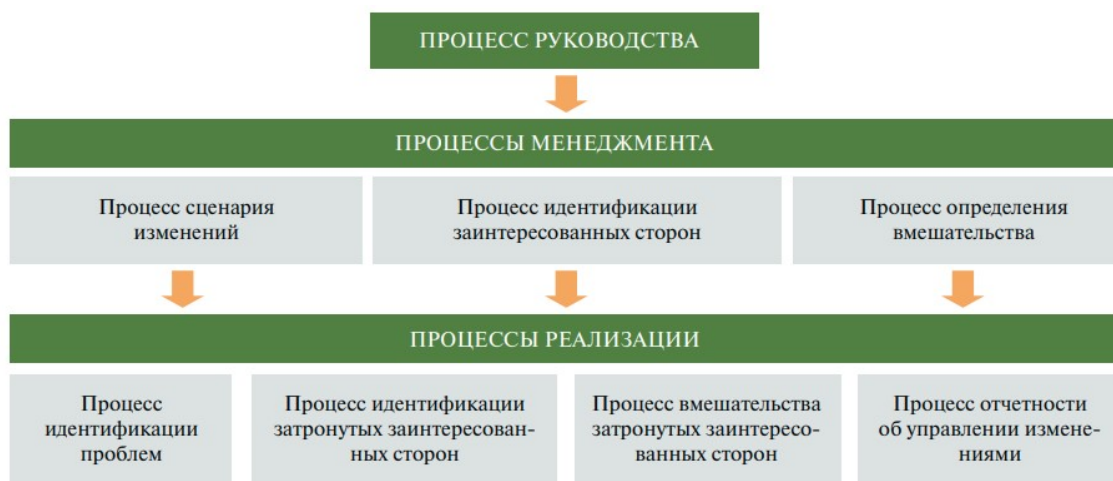 ПРОЦЕСС РУКОВОДСТВА
ПРОЦЕССЫ МЕНЕДЖМЕНТА
Процесс сценария
изменений
Процесс идентификации
заинтересованных сторон
Процесс определения
вмешательства
ПРОЦЕССЫ РЕАЛИЗАЦИИ
Процесс
идентификации
проблем
Процесс идентификации
затронутых заинтересован-
ных сторон
Процесс вмешательства
затронутых заинтересо-
ванных сторон
Процесс отчетности
об управлении измене-
ниями